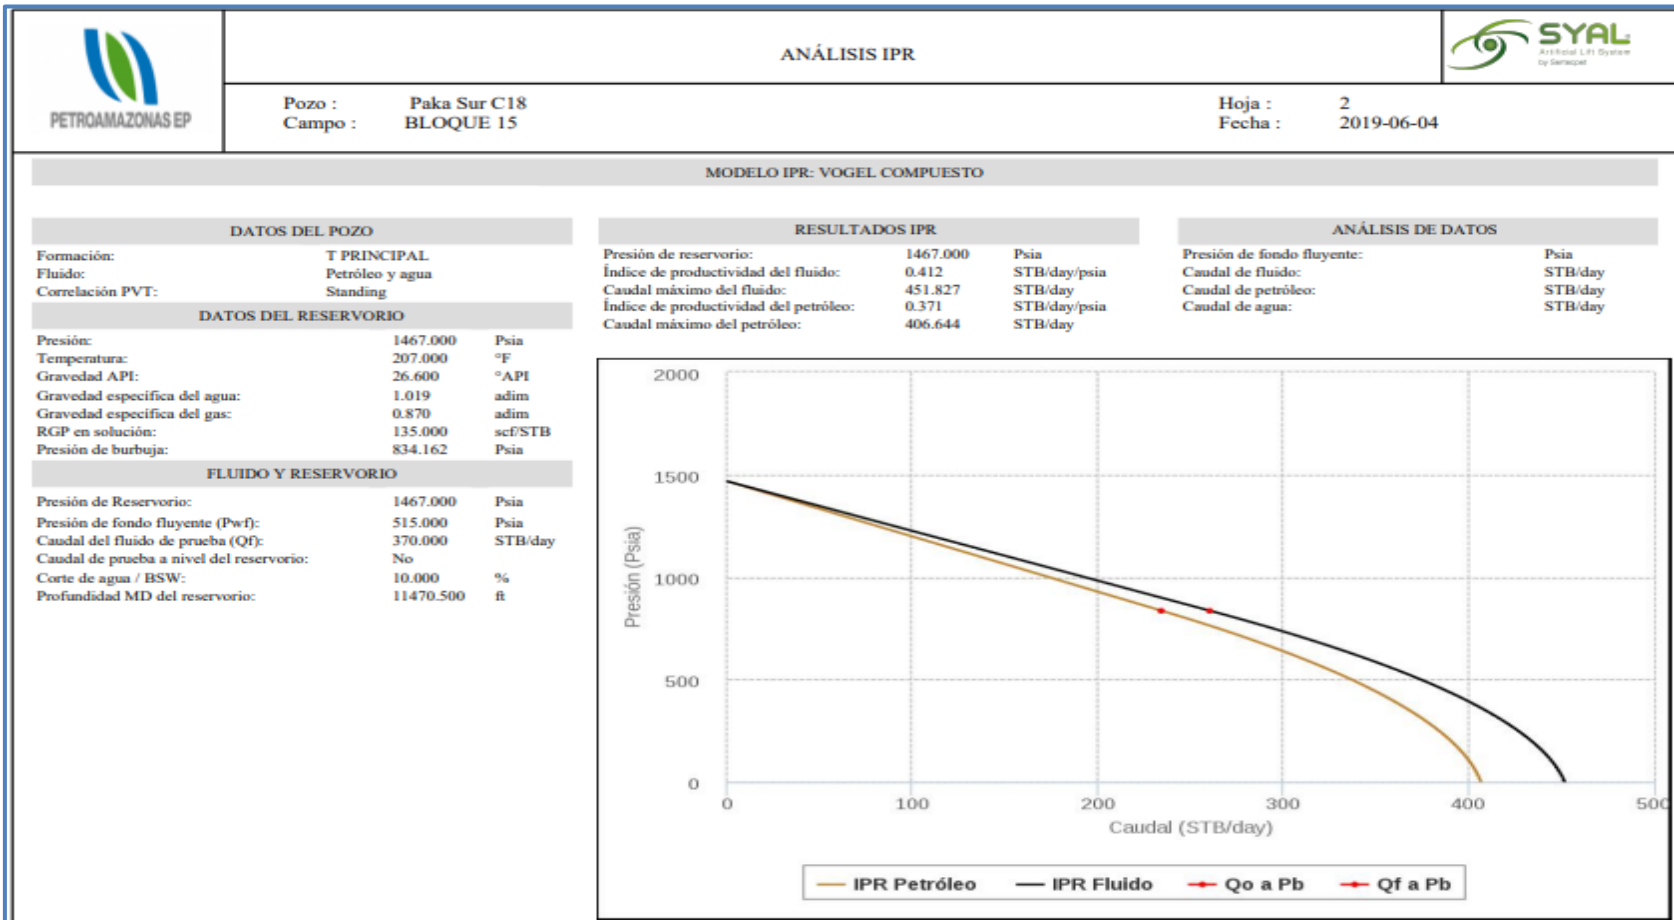 PETROAMAZONAS EP
ANÁLISIS IPR
SYAL
Artificial Lift System
by Sertecpet
Pozo : Paka Sur C18
Campo : BLOQUE 15
Hoja : 2
Fecha : 2019-06-04
MODELO IPR: VOGEL COMPUESTO
DATOS DEL POZO
Formación: T PRINCIPAL
Fluido: Petróleo y agua
Correlación PVT: Standing
DATOS DEL RESERVORIO
Presión: 1467.000 Psia
Temperatura: 207.000 °F
Gravedad API: 26.600 °API
Gravedad específica del agua: 1.019 adim
Gravedad específica del gas: 0.870 adim
RGP en solución: 135.000 scf/STB
Presión de burbuja: 834.162 Psia
FLUIDO Y RESERVORIO
Presión de Reservorio: 1467.000 Psia
Presión de fondo fluyente (Pwf): 515.000 Psia
Caudal del fluido de prueba (Qf): 370.000 STB/day
Caudal de prueba a nivel del reservorio: No
Corte de agua / BSW: 10.000 %
Profundidad MD del reservorio: 11470.500 ft
RESULTADOS IPR
Presión de reservorio: 1467.000 Psia
Índice de productividad del fluido: 0.412 STB/day/psia
Caudal máximo del fluido: 451.827 STB/day
Índice de productividad del petróleo: 0.371 STB/day/psia
Caudal máximo del petróleo: 406.644 STB/day
ANÁLISIS DE DATOS
Presión de fondo fluyente: Psia
Caudal de fluido: STB/day
Caudal de petróleo: STB/day
Caudal de agua: STB/day
Presión (Psia)
2000
1500
1000
500
0
0 100 200 300 400 500
Caudal (STB/day)
IPR Petróleo IPR Fluido Qo a Pb Qf a Pb